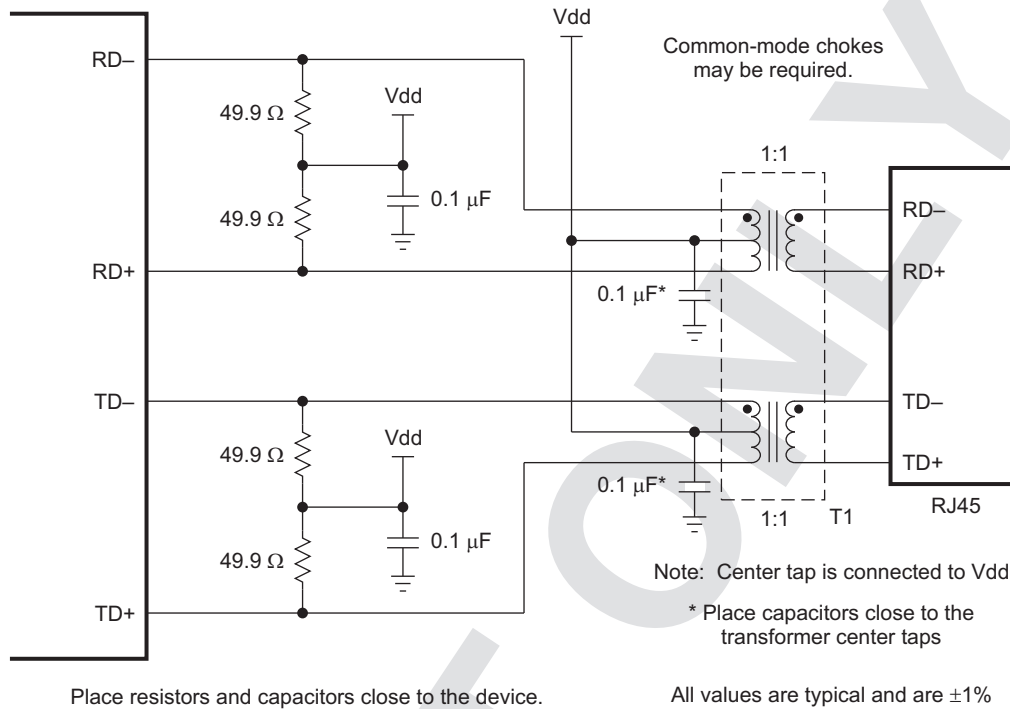 Vdd
RD–
Common-mode chokes
may be required.
Vdd
49.9 Ω
1:1
0.1 μF
RD–
49.9 Ω
RD+
RD+
0.1 μF*
TD–
TD–
Vdd
49.9 Ω
TD+
0.1 μF*
RJ45
1:1
T1
0.1 μF
49.9 Ω
Note: Center tap is connected to Vdd
* Place capacitors close to the
transformer center taps
TD+
Place resistors and capacitors close to the device.
All values are typical and are ±1%
ONLY